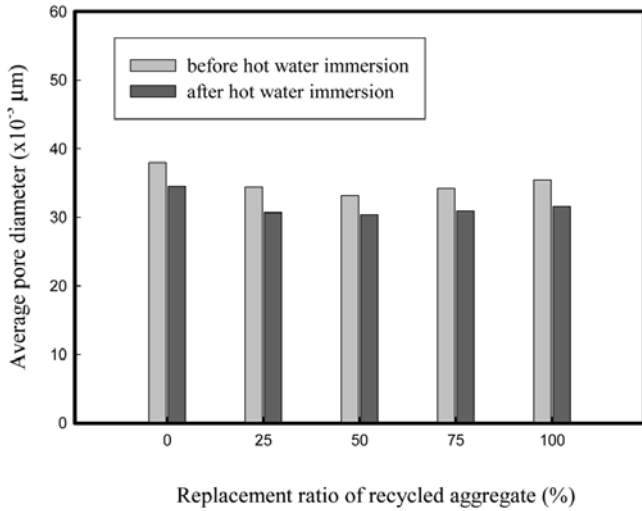 60
before hot water immersion
after hot water immersion
50
40
30
20
10
0
Average pore diameter (x10⁻³ µm)
0 25 50 75 100
Replacement ratio of recycled aggregate (%)